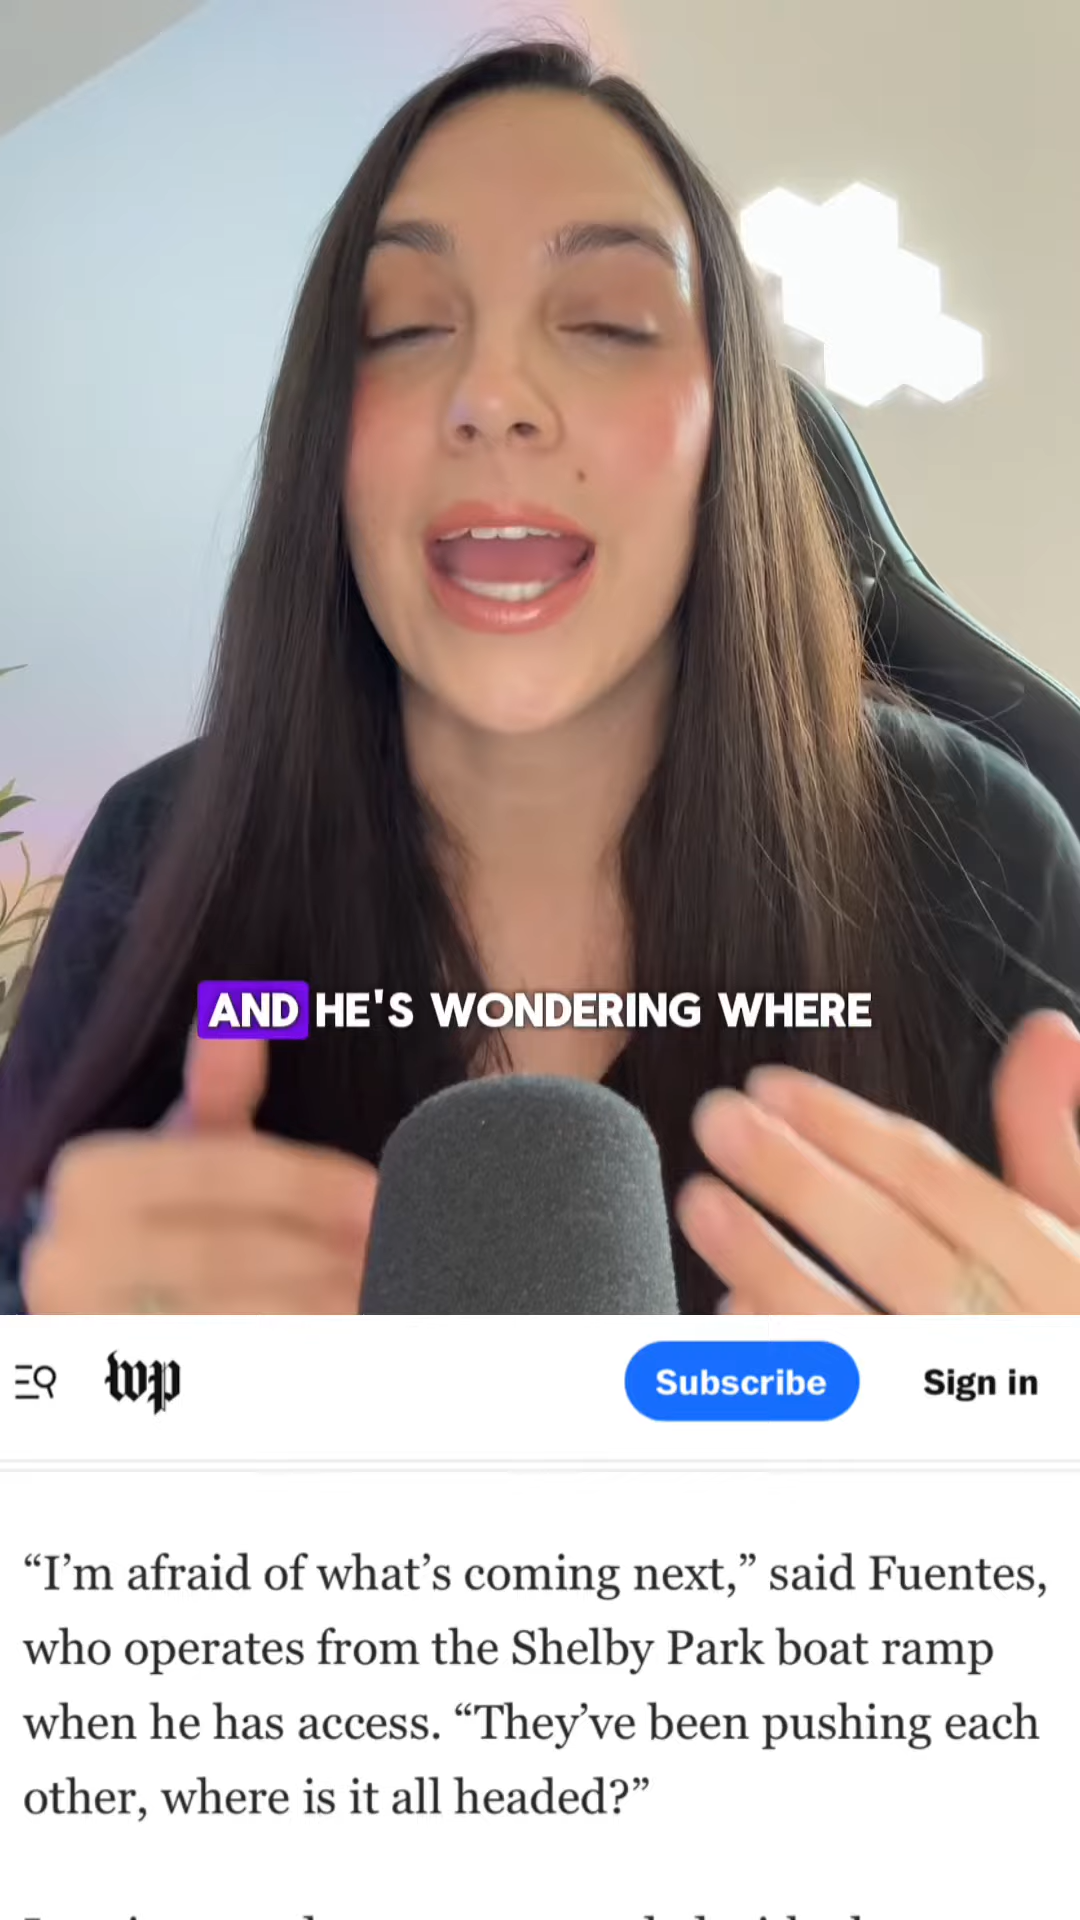 AND HE'S WONDERING WHERE
wp
Subscribe
Sign in
“I’m afraid of what’s coming next,” said Fuentes,
who operates from the Shelby Park boat ramp
when he has access. “They’ve been pushing each
other, where is it all headed?”